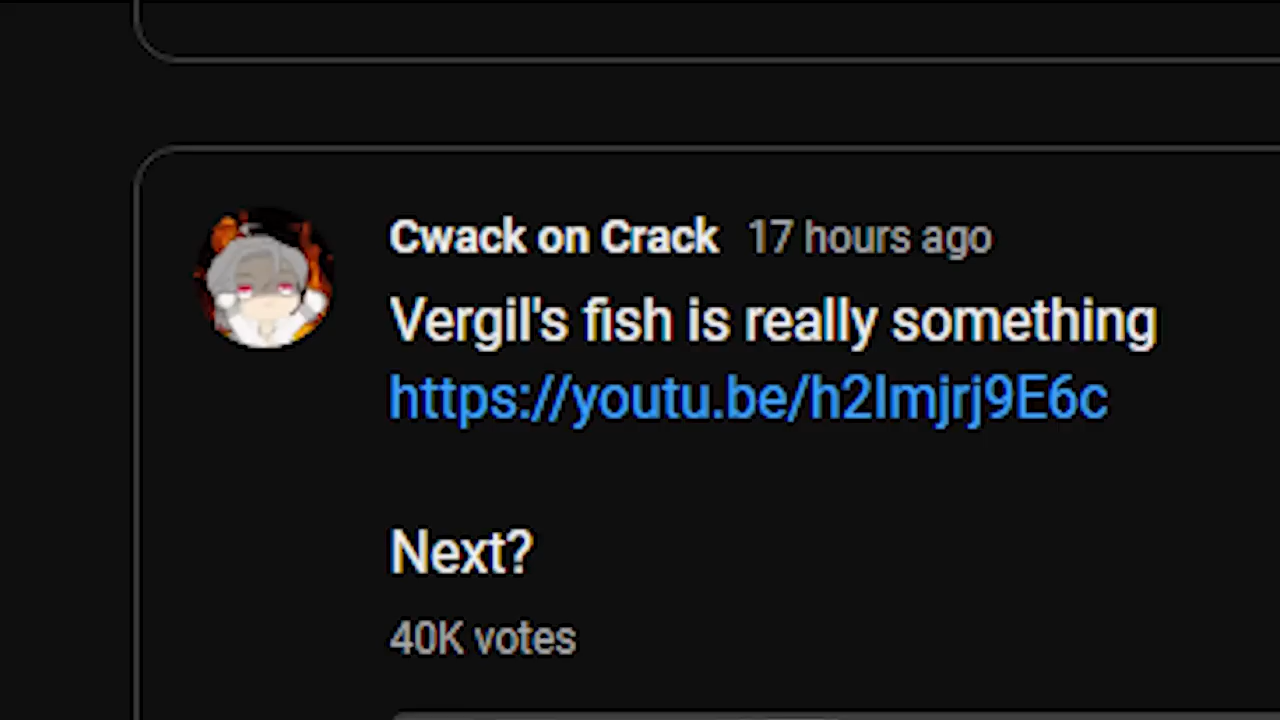 Cwack on Crack 17 hours ago
Vergil's fish is really something
https://youtu.be/h2Imjrj9E6c
Next?
40K votes